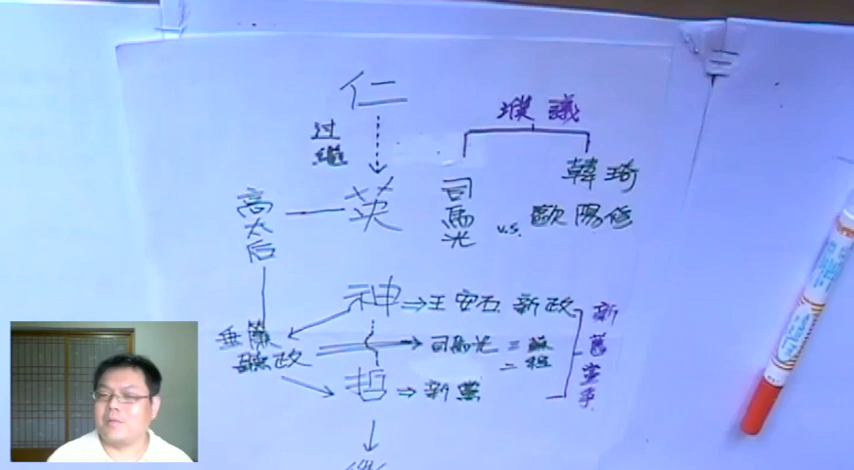 仁
濮議
过繼
韓琦
高太后
英
司馬光
v.s.
歐陽修
神
王安石 新政
垂簾聽政
司馬光
二蘇
二程
新舊黨爭
哲
新黨